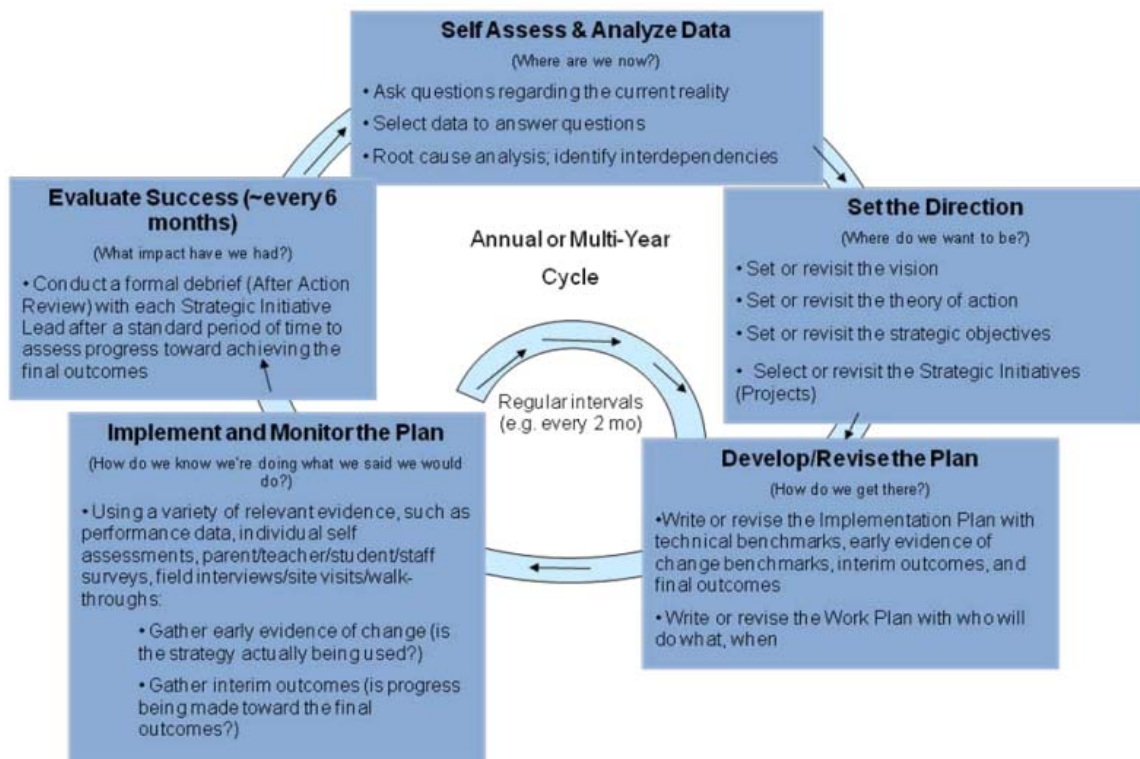 Self Assess & Analyze Data
(Where are we now?)
• Ask questions regarding the current reality
• Select data to answer questions
• Root cause analysis; identify interdependencies
Set the Direction
(Where do we want to be?)
• Set or revisit the vision
• Set or revisit the theory of action
• Set or revisit the strategic objectives
• Select or revisit the Strategic Initiatives
(Projects)
Develop/Revise the Plan
(How do we get there?)
•Write or revise the Implementation Plan with
technical benchmarks, early evidence of
change benchmarks, interim outcomes, and
final outcomes
• Write or revise the Work Plan with who will
do what, when
Implement and Monitor the Plan
(How do we know we're doing what we said we would
do?)
• Using a variety of relevant evidence, such as
performance data, individual self
assessments, parent/teacher/student/staff
surveys, field interviews/site visits/walk-
throughs:
• Gather early evidence of change (is
the strategy actually being used?)
• Gather interim outcomes (is progress
being made toward the final
outcomes?)
Evaluate Success (~every 6
months)
(What impact have we had?)
• Conduct a formal debrief (After Action
Review) with each Strategic Initiative
Lead after a standard period of time to
assess progress toward achieving the
final outcomes
Annual or Multi-Year
Cycle
Regular intervals
(e.g. every 2 mo)